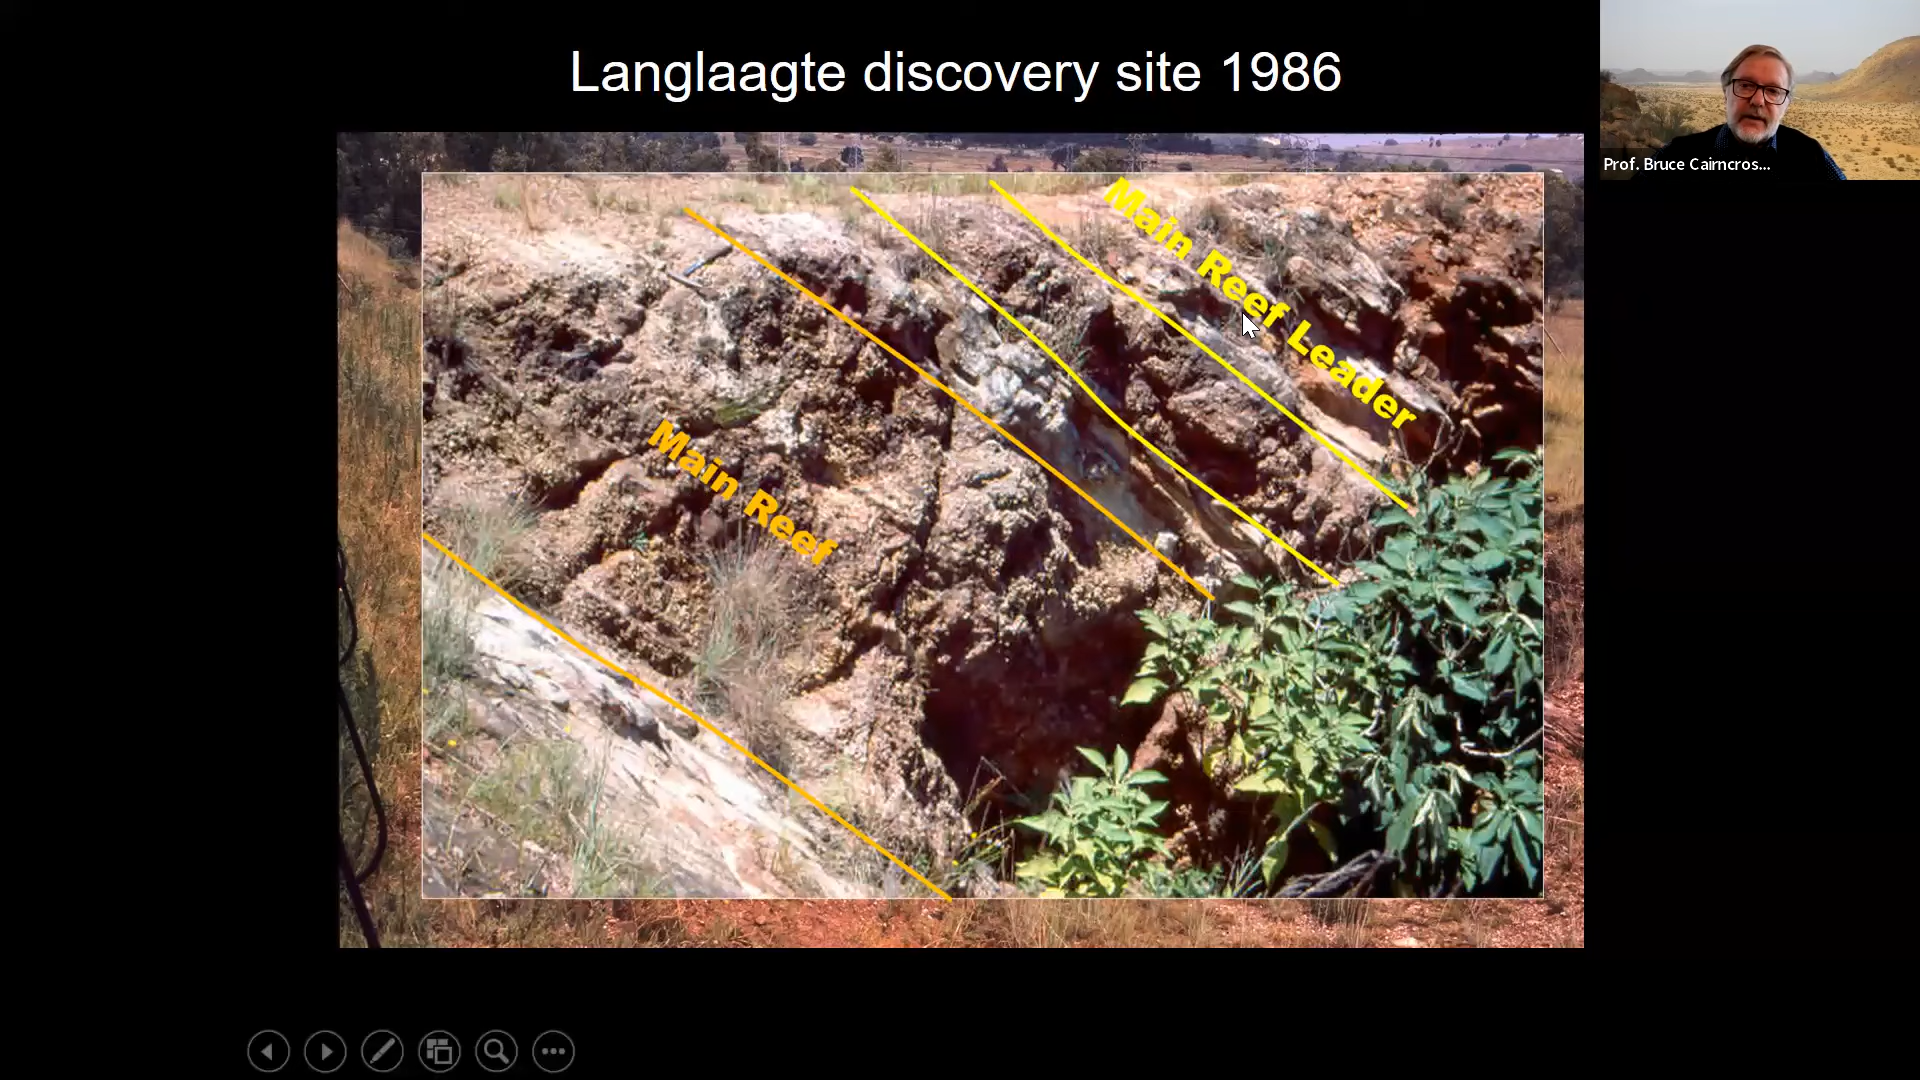 Langlaagte discovery site 1986
Prof. Bruce Cairncros...
Main Reef Leader
Main Reef